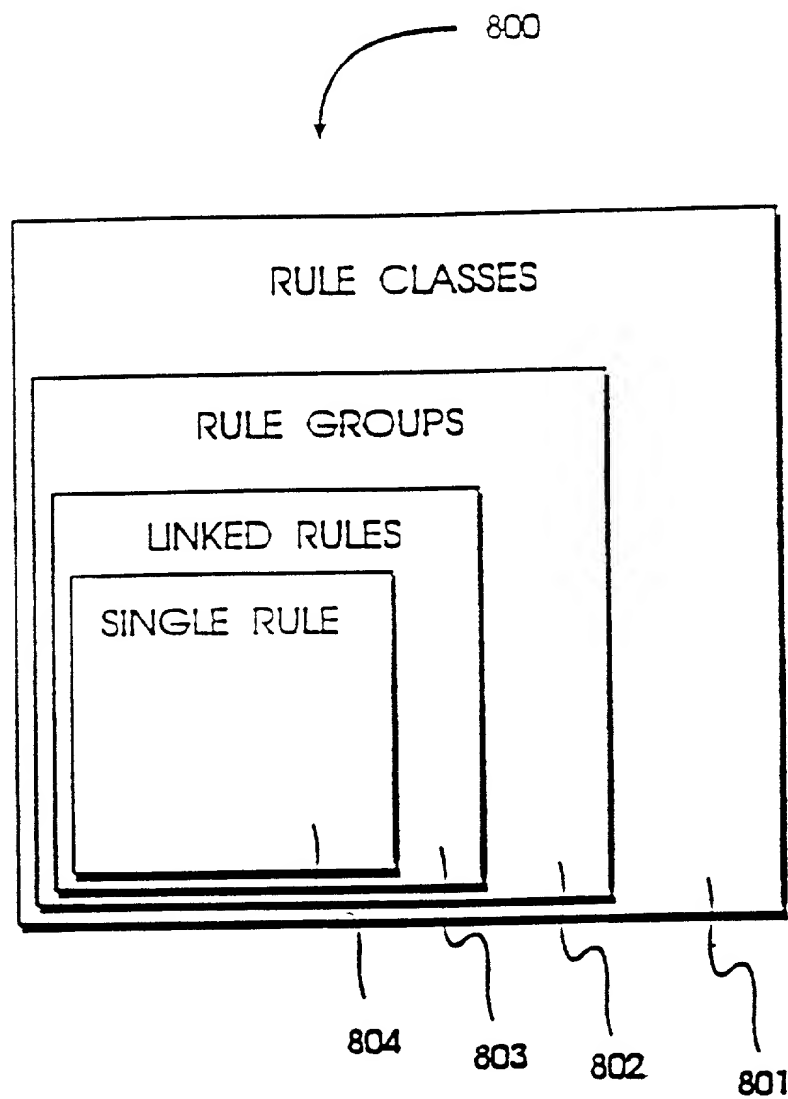 800
RULE CLASSES
RULE GROUPS
LINKED RULES
SINGLE RULE
804
803
802
801